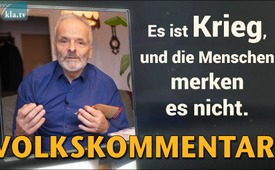 kla.tv
Es ist Krieg,
und die Menschen
merken
es nicht.
VOLKSKOMMENTAR